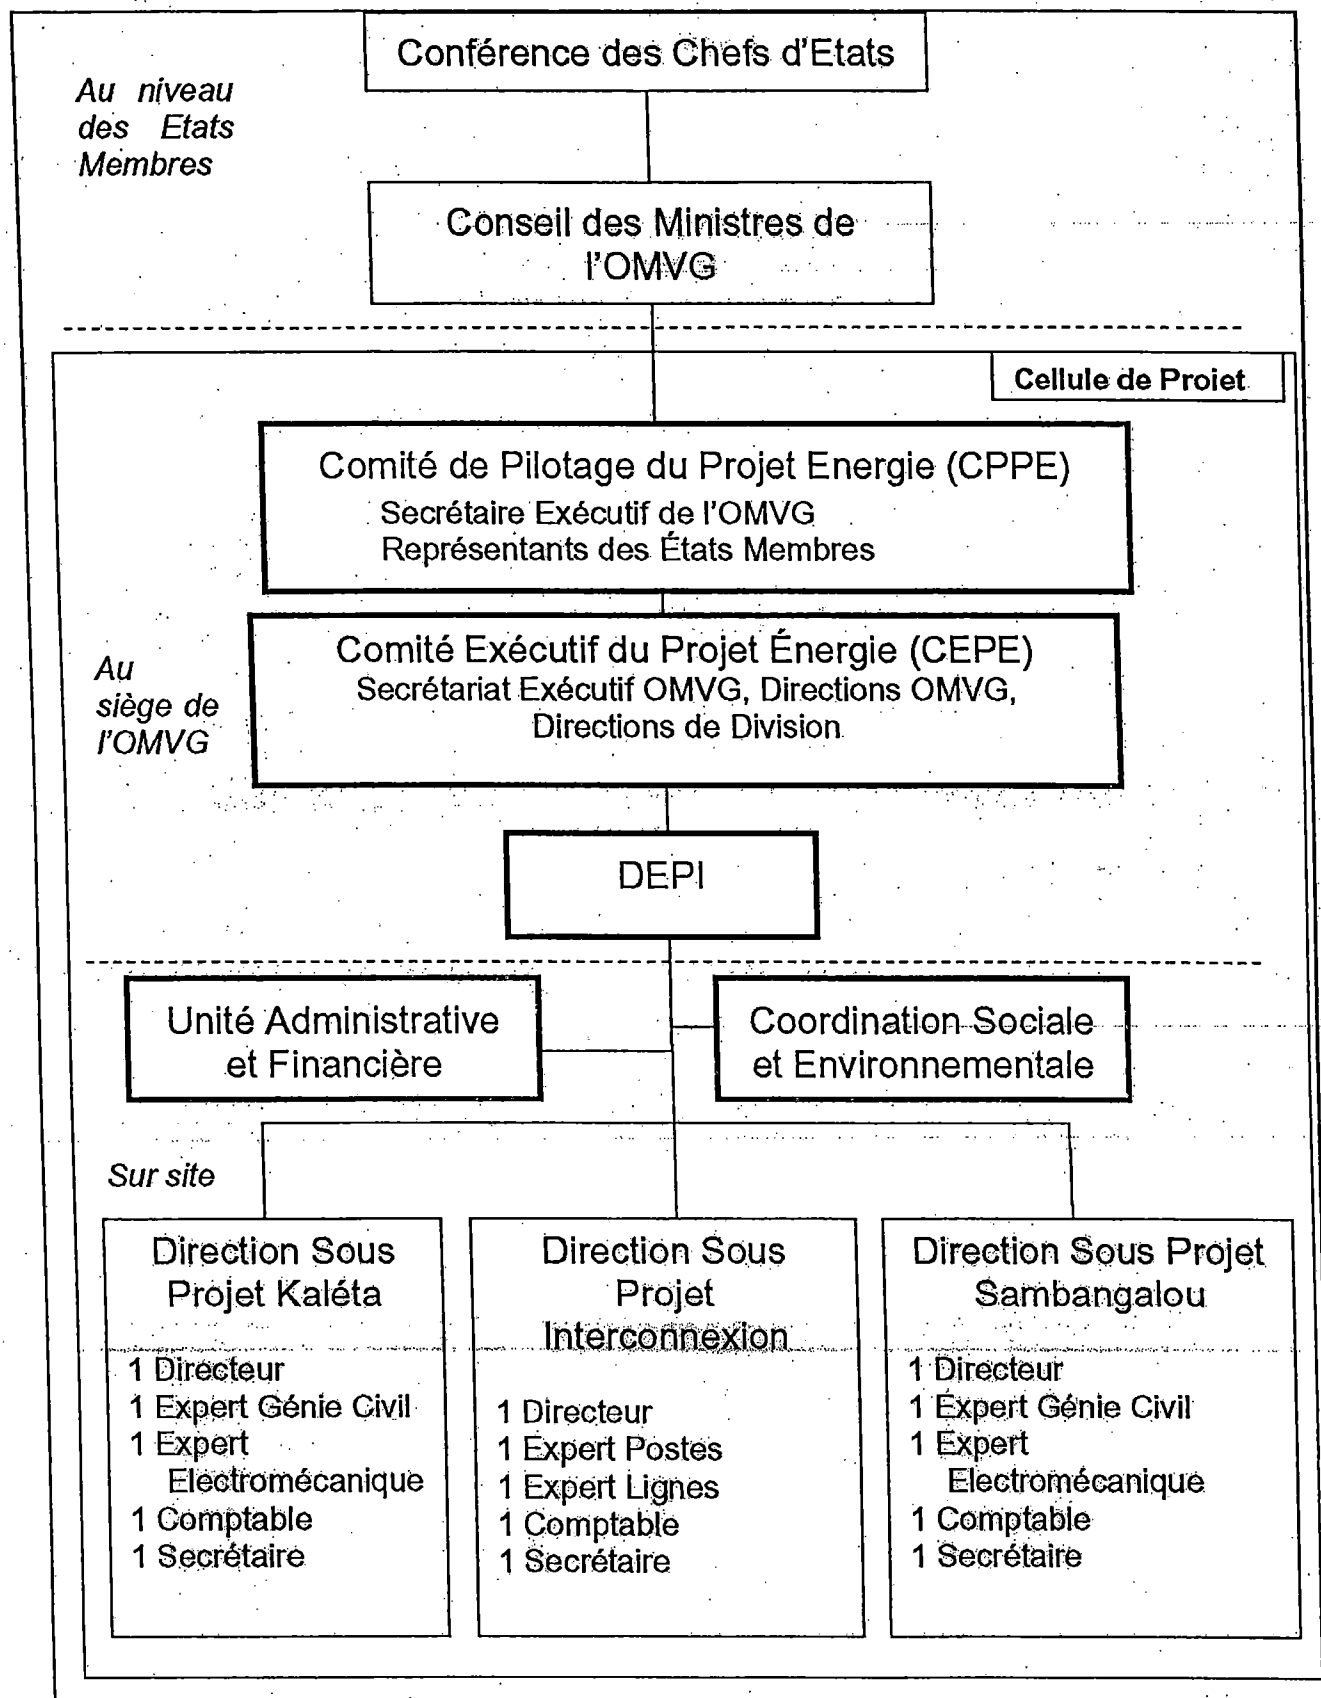 Conférence des Chefs d'Etats
Au niveau
des Etats
Membres
Conseil des Ministres de
l'OMVG
Cellule de Projet
Comité de Pilotage du Projet Energie (CPPE)
Secrétaire Exécutif de l'OMVG
Représentants des États Membres
Comité Exécutif du Projet Énergie (CEPE)
Secrétariat Exécutif OMVG, Directions OMVG,
Directions de Division
Au
siège de
l'OMVG
DEPI
Unité Administrative
et Financière
Coordination Sociale
et Environnementale
Sur site
Direction Sous
Projet Kaléta
1 Directeur
1 Expert Génie Civil
1 Expert
Electromécanique
1 Comptable
1 Secrétaire
Direction Sous
Projet
Interconnexion
1 Directeur
1 Expert Postes
1 Expert Lignes
1 Comptable
1 Secrétaire
Direction Sous Projet
Sambangalou
1 Directeur
1 Expert Génie Civil
1 Expert
Electromécanique
1 Comptable
1 Secrétaire